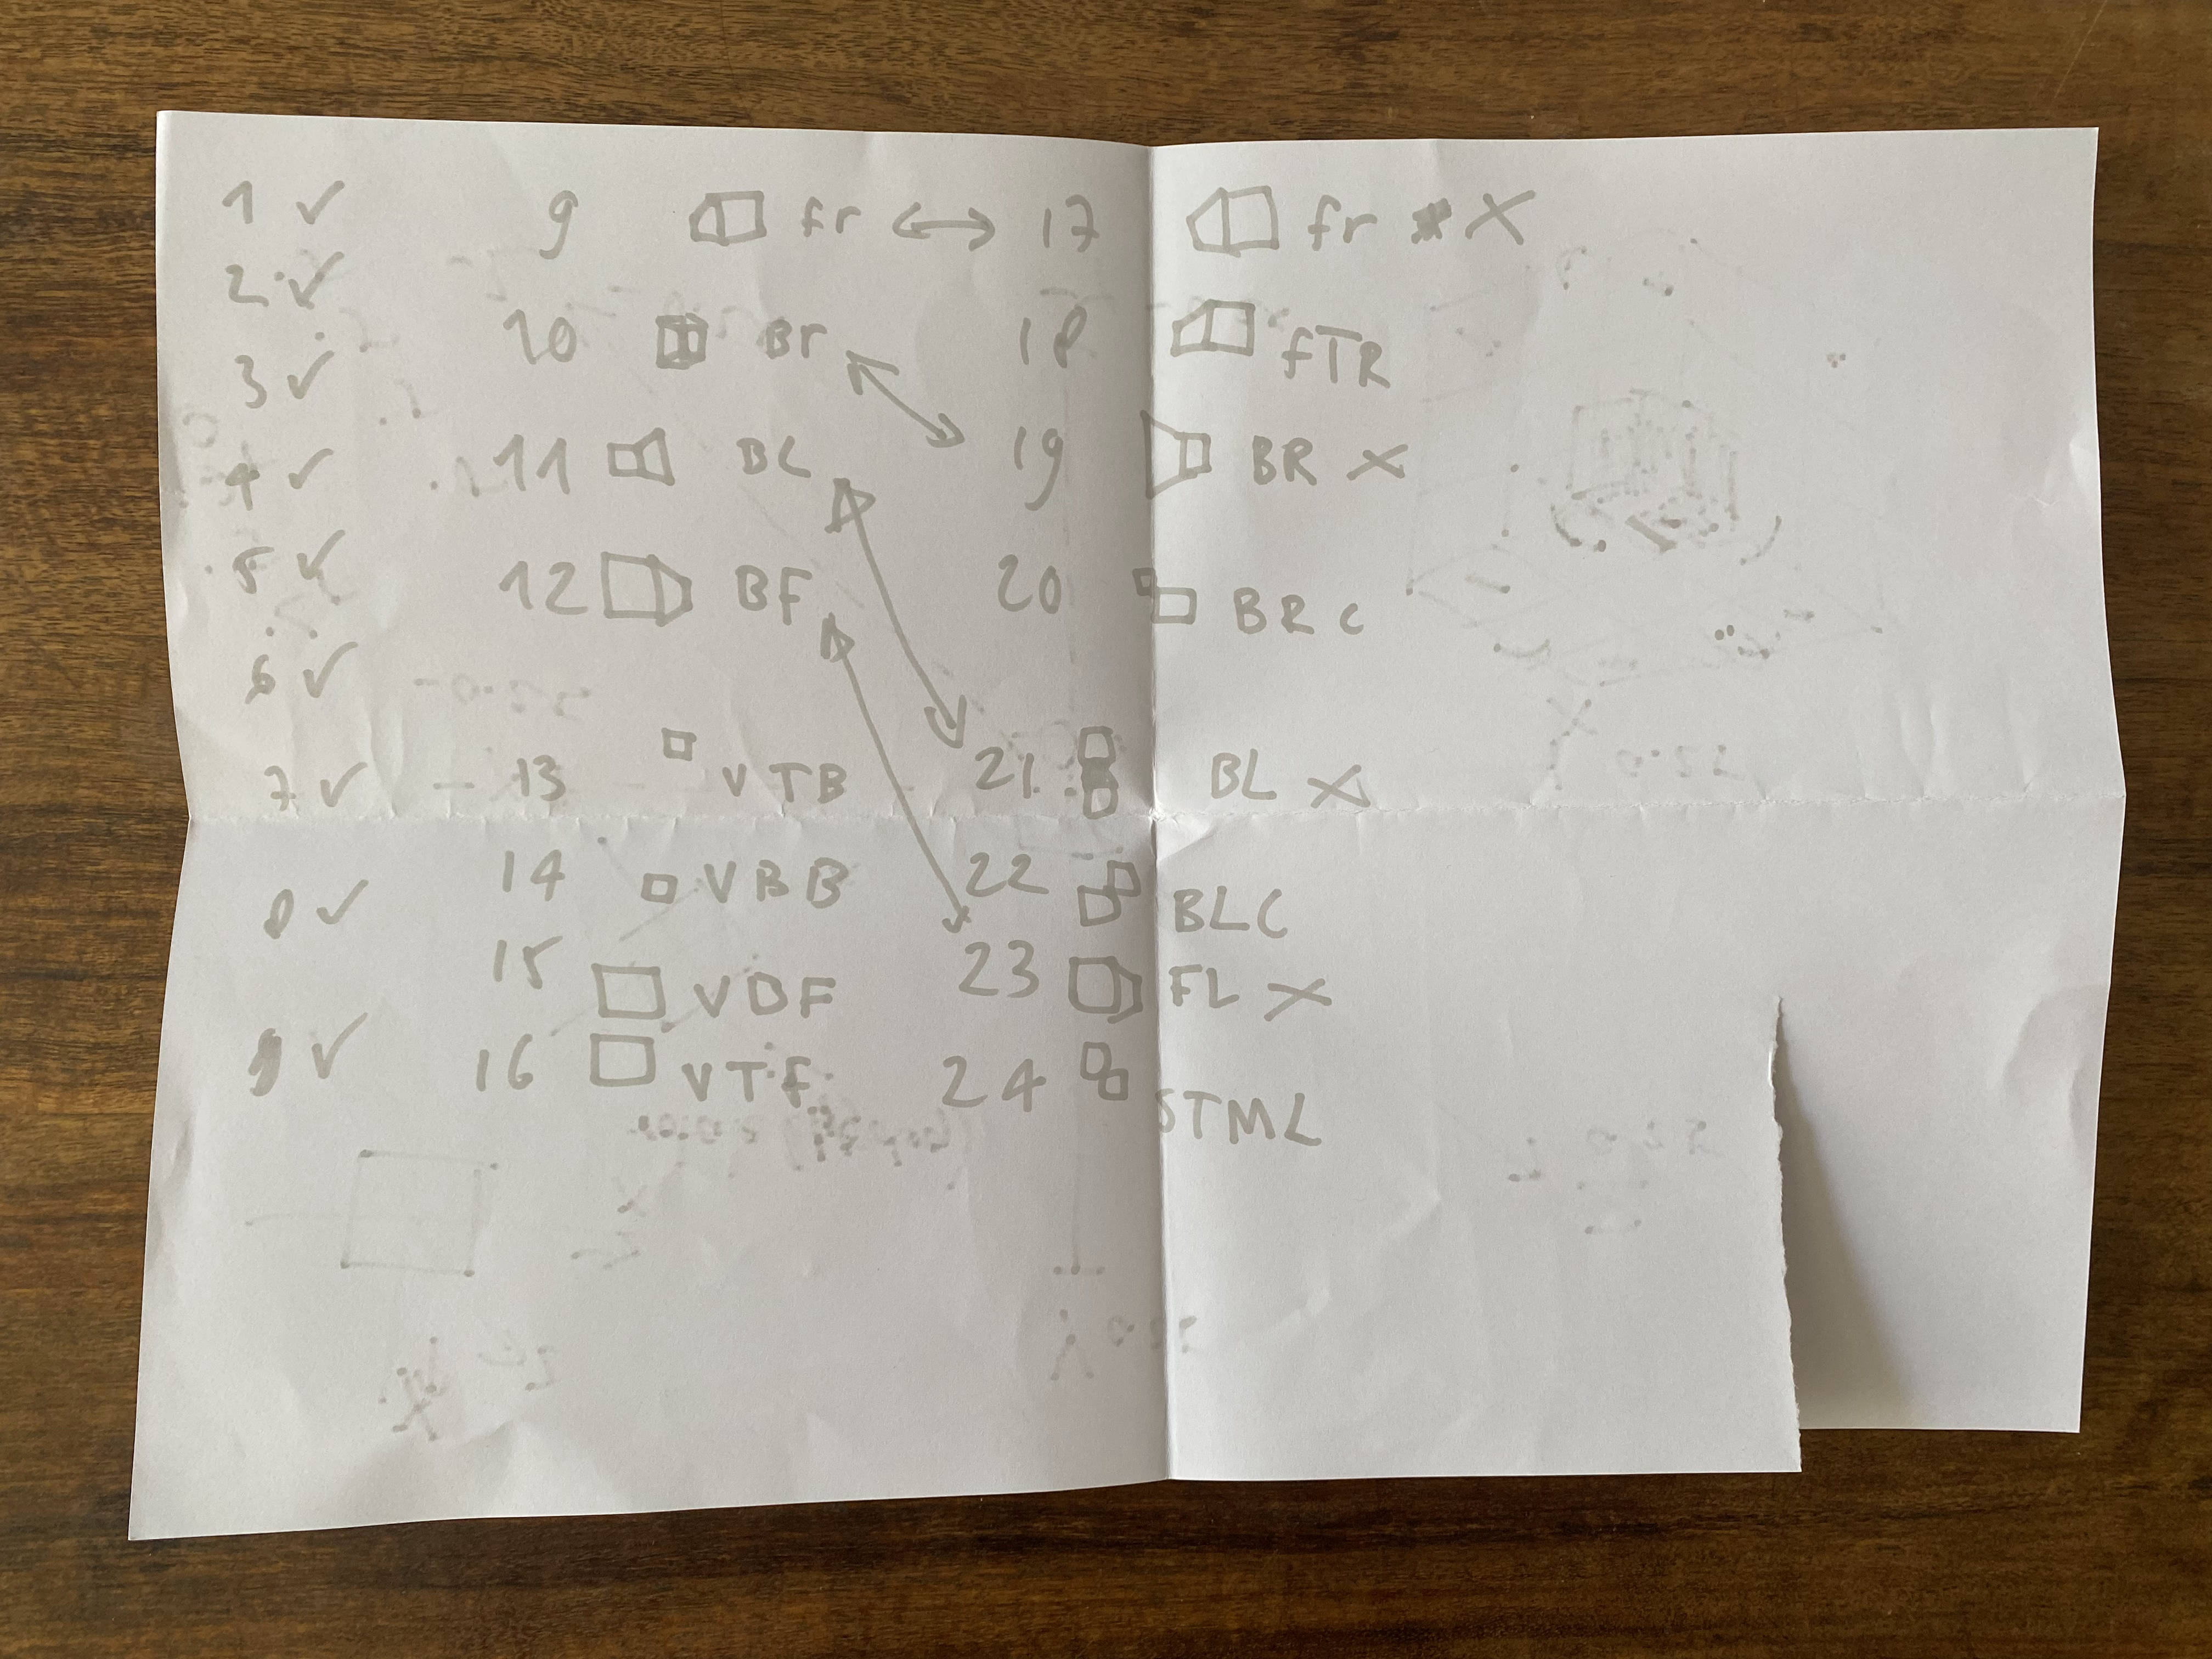 1 ✓ 9 fr ↔ 17 fr X
2 ✓ 10 Br 18 fTR
3 ✓ 11 BL 19 BR X
4 ✓ 12 BF 20 BRC
5 ✓
6 ✓
7 ✓ 13 VTB 21 BL X
8 ✓ 14 VBB 22 BLC
9 ✓ 15 VDF 23 FL X
16 VTF 24 STML